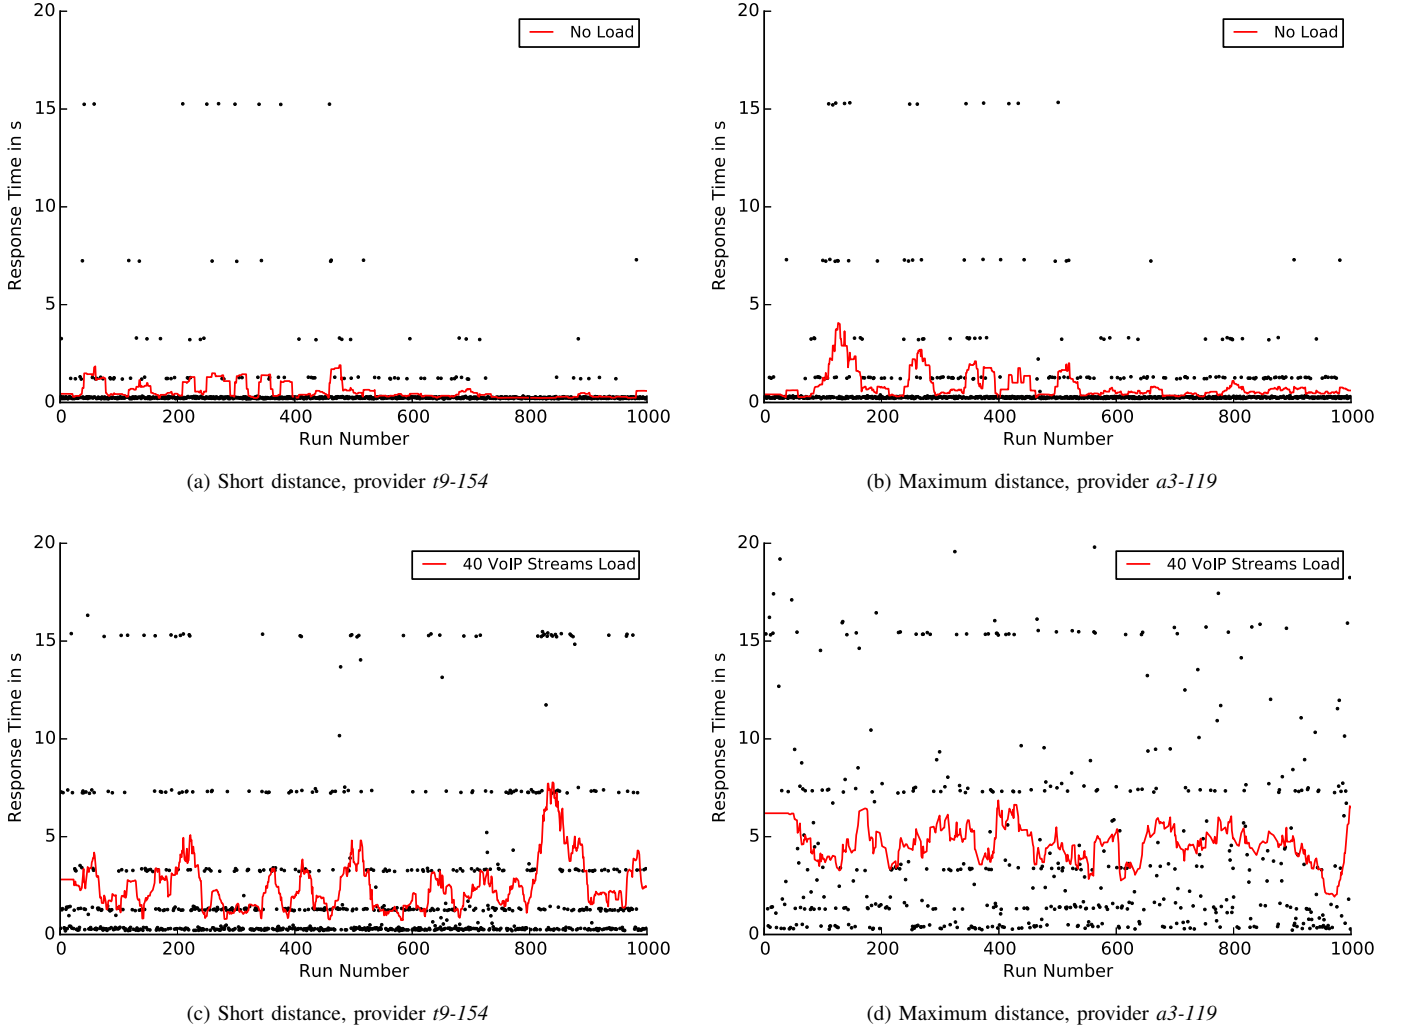 20
15
10
5
0
Response Time in s
No Load
0 200 400 600 800 1000
Run Number
(a) Short distance, provider t9-154
20
15
10
5
0
Response Time in s
No Load
0 200 400 600 800 1000
Run Number
(b) Maximum distance, provider a3-119
20
15
10
5
0
Response Time in s
40 VoIP Streams Load
0 200 400 600 800 1000
Run Number
(c) Short distance, provider t9-154
20
15
10
5
0
Response Time in s
40 VoIP Streams Load
0 200 400 600 800 1000
Run Number
(d) Maximum distance, provider a3-119